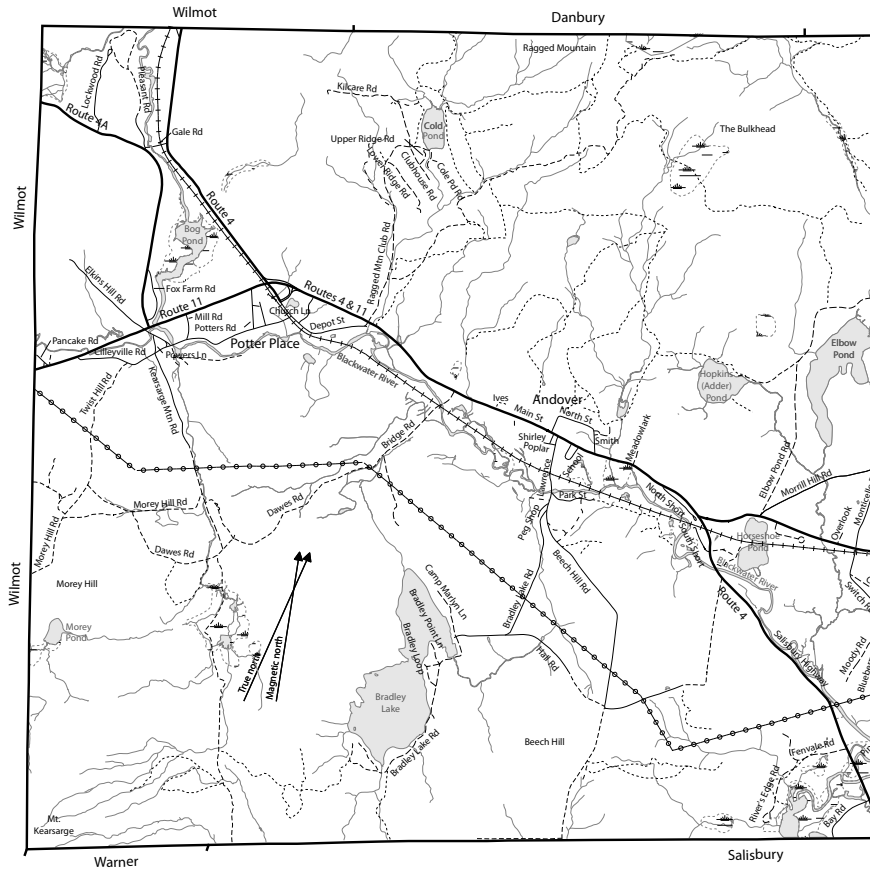 Wilmot
Danbury
Ragged Mountain
Lockwood Rd
Pleasant Rd
Kilcare Rd
Route 4A
Gale Rd
Cold
Pond
The Bulkhead
Upper Ridge Rd
Lower Ridge Rd
Clubhouse Rd
Cole Pd Rd
Wilmot
Route 4
Bog
Pond
Ragged Mtn Club Rd
Elkins Hill Rd
Fox Farm Rd
Route 11
Routes 4 & 11
Church Ln
Mill Rd
Potters Rd
Depot St
Pancake Rd
Cilleyville Rd
Powers Ln
Potter Place
Elbow
Pond
Blackwater River
Hopkins
(Adder)
Pond
Twist Hill Rd
Kearsarge Mtn Rd
Ives
Andover
Main St
North St
Bridge Rd
Shirley
Poplar
Smith
Meadowlark
School
Lawrence
Elbow Pond Rd
Morrill Hill Rd
Morey Hill Rd
Dawes Rd
Park St
North Shore
South Shore
Peg Shop
Overlook
Monticello
Morey Hill Rd
Dawes Rd
Horseshoe
Pond
Blackwater River
Wilmot
Morey Hill
Camp Marlyn Ln
Beech Hill Rd
Bradley Lake Rd
Route 4
Switch R
Morey
Pond
Bradley Point Ln
Bradley Loop
Hall Rd
Salisbury Highway
Moody Rd
Blueber
True north
Magnetic north
Bradley
Lake
Bradley Lake Rd
Beech Hill
Fenvale Rd
River's Edge Rd
Bay Rd
Mt.
Kearsarge
Warner
Salisbury